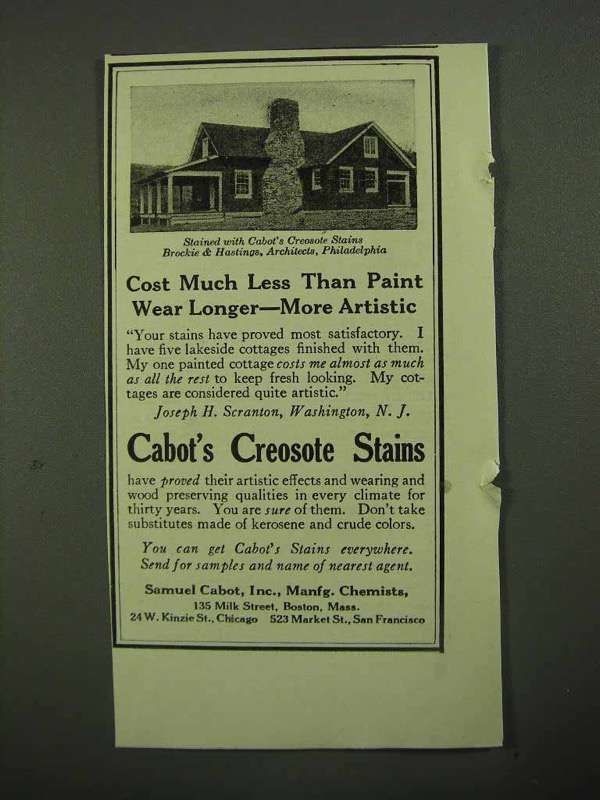 Stained with Cabot's Creosote Stains
Brockie & Hastings, Architects, Philadelphia
Cost Much Less Than Paint
Wear Longer—More Artistic
"Your stains have proved most satisfactory. I
have five lakeside cottages finished with them.
My one painted cottage costs me almost as much
as all the rest to keep fresh looking. My cot-
tages are considered quite artistic."
Joseph H. Scranton, Washington, N. J.
Cabot's Creosote Stains
have proved their artistic effects and wearing and
wood preserving qualities in every climate for
thirty years. You are sure of them. Don't take
substitutes made of kerosene and crude colors.
You can get Cabot's Stains everywhere.
Send for samples and name of nearest agent.
Samuel Cabot, Inc., Manfg. Chemists,
135 Milk Street, Boston, Mass.
24 W. Kinzie St., Chicago 523 Market St., San Francisco